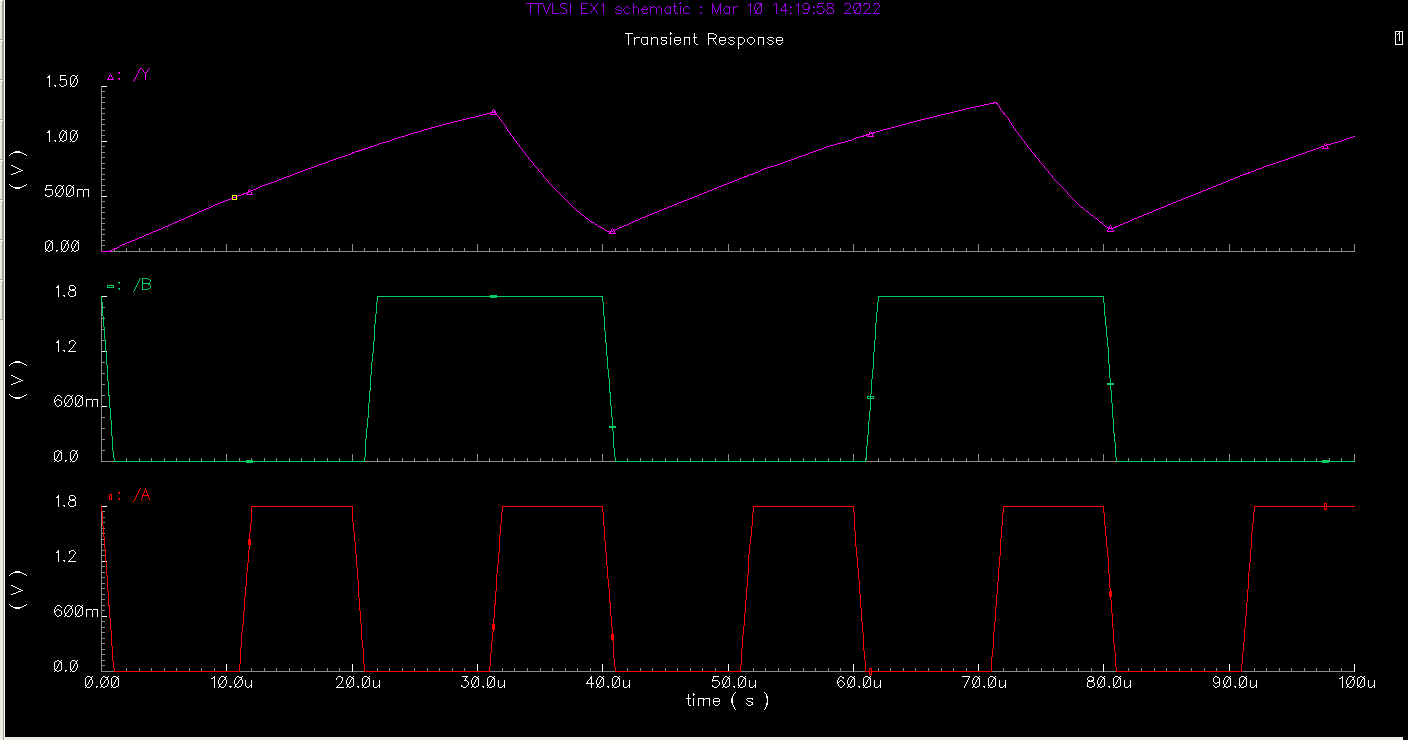 TTVLSI EX1 schematic : Mar 10 14:19:58 2022
Transient Response
1
: /Y
1.50
1.00
500m
0.00
(V)
: /B
1.8
1.2
600m
0.0
(V)
: /A
1.8
1.2
600m
0.0
(V)
0.00 10.0u 20.0u 30.0u 40.0u 50.0u 60.0u 70.0u 80.0u 90.0u 100u
time ( s )